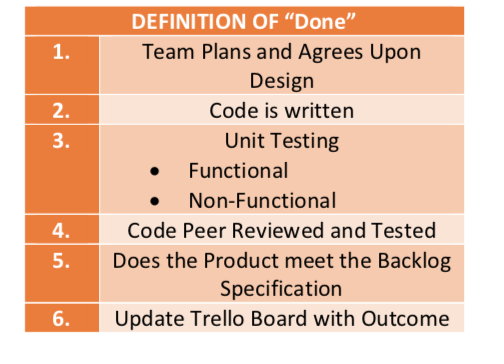 DEFINITION OF “Done”
1. Team Plans and Agrees Upon
Design
2. Code is written
3. Unit Testing
• Functional
• Non-Functional
4. Code Peer Reviewed and Tested
5. Does the Product meet the Backlog
Specification
6. Update Trello Board with Outcome